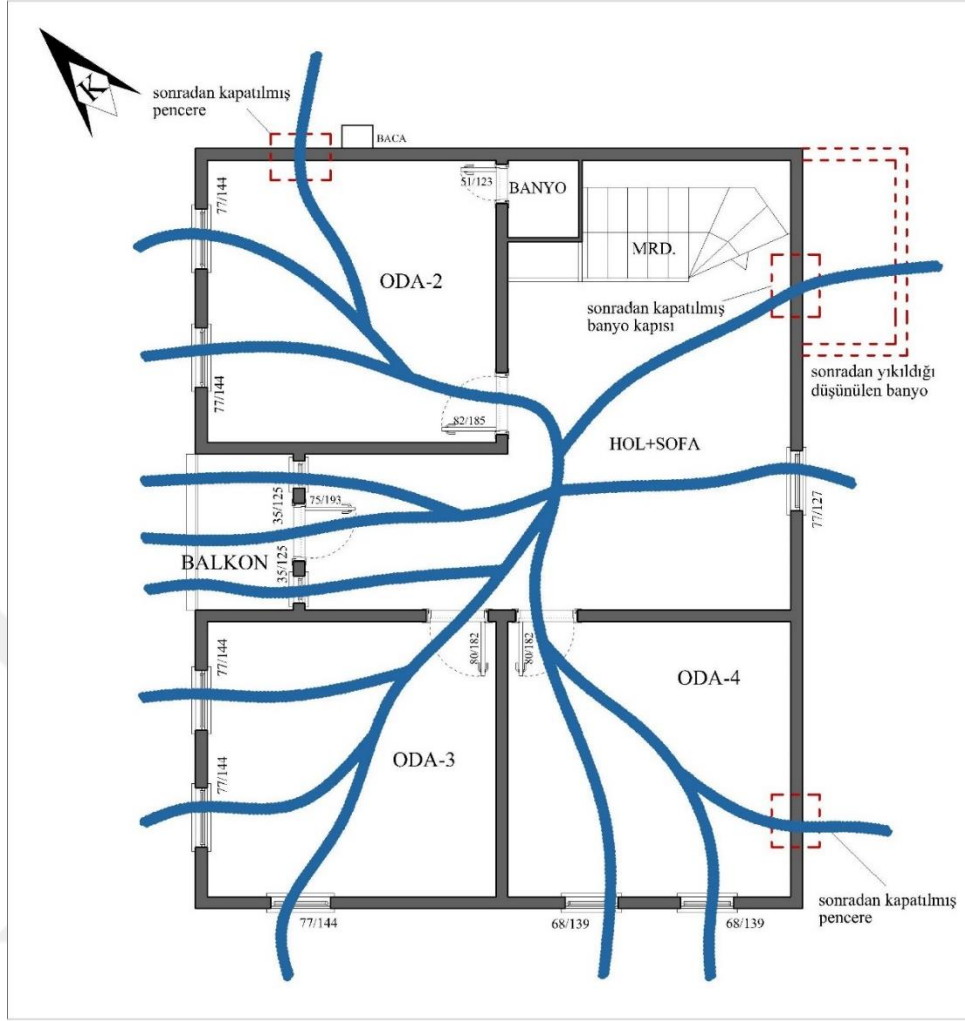 K
sonradan kapatılmış
pencere
BACA
77/144
51/123
BANYO
ODA-2
MRD.
sonradan kapatılmış
banyo kapısı
77/144
82/185
sonradan yıkıldığı
düşünülen banyo
HOL+SOFA
35/125
75/193
77/127
BALKON
35/125
77/144
80/182
80/182
ODA-4
77/144
ODA-3
77/144
68/139
68/139
sonradan kapatılmış
pencere